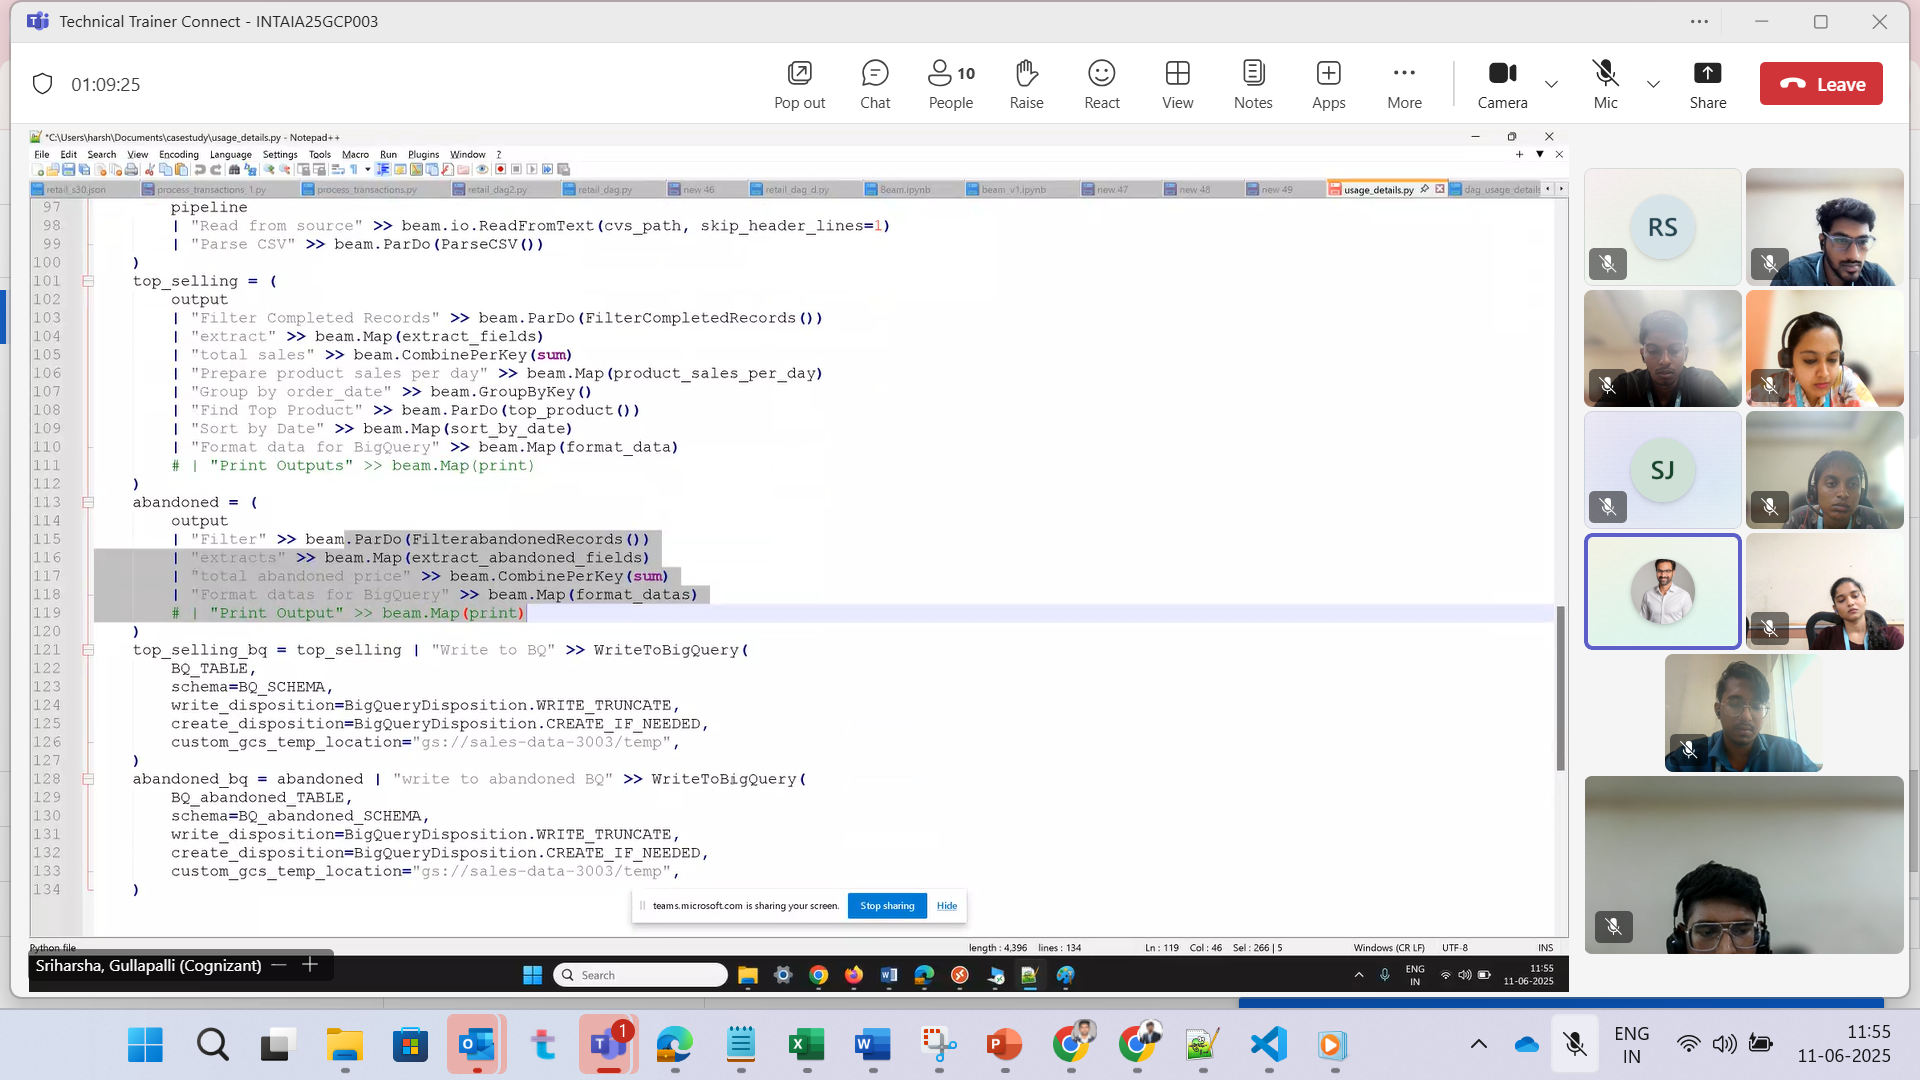 Technical Trainer Connect - INTAIA25GCP003
01:09:25
Pop out
Chat
People
10
Raise
React
View
Notes
Apps
More
Camera
Mic
Share
Leave
*C:\Users\harsh\Documents\casestudy\usage_details.py - Notepad++
File Edit Search View Encoding Language Settings Tools Macro Run Plugins Window ?
retail_s30.json process_transactions_1.py process_transactions.py retail_dag2.py retail_dag.py new 46 retail_dag_d.py Beam.ipynb beam_v1.ipynb new 47 new 48 new 49 usage_details.py dag_usage_details
97 pipeline
98 | "Read from source" >> beam.io.ReadFromText(cvs_path, skip_header_lines=1)
99 | "Parse CSV" >> beam.ParDo(ParseCSV())
100 )
101 top_selling = (
102 output
103 | "Filter Completed Records" >> beam.ParDo(FilterCompletedRecords())
104 | "extract" >> beam.Map(extract_fields)
105 | "total sales" >> beam.CombinePerKey(sum)
106 | "Prepare product sales per day" >> beam.Map(product_sales_per_day)
107 | "Group by order_date" >> beam.GroupByKey()
108 | "Find Top Product" >> beam.ParDo(top_product())
109 | "Sort by Date" >> beam.Map(sort_by_date)
110 | "Format data for BigQuery" >> beam.Map(format_data)
111 # | "Print Outputs" >> beam.Map(print)
112 )
113 abandoned = (
114 output
115 | "Filter" >> beam.ParDo(FilterabandonedRecords())
116 | "extracts" >> beam.Map(extract_abandoned_fields)
117 | "total abandoned price" >> beam.CombinePerKey(sum)
118 | "Format datas for BigQuery" >> beam.Map(format_datas)
119 # | "Print Output" >> beam.Map(print)
120 )
121 top_selling_bq = top_selling | "Write to BQ" >> WriteToBigQuery(
122 BQ_TABLE,
123 schema=BQ_SCHEMA,
124 write_disposition=BigQueryDisposition.WRITE_TRUNCATE,
125 create_disposition=BigQueryDisposition.CREATE_IF_NEEDED,
126 custom_gcs_temp_location="gs://sales-data-3003/temp",
127 )
128 abandoned_bq = abandoned | "write to abandoned BQ" >> WriteToBigQuery(
129 BQ_abandoned_TABLE,
130 schema=BQ_abandoned_SCHEMA,
131 write_disposition=BigQueryDisposition.WRITE_TRUNCATE,
132 create_disposition=BigQueryDisposition.CREATE_IF_NEEDED,
133 custom_gcs_temp_location="gs://sales-data-3003/temp",
134 )
teams.microsoft.com is sharing your screen. Stop sharing Hide
Python file length : 4,396 lines : 134 Ln : 119 Col : 46 Sel : 266 | 5 Windows (CR LF) UTF-8 INS
Sriharsha, Gullapalli (Cognizant)
Search
ENG
IN
11:55
11-06-2025
RS
SJ
1
ENG
IN
11:55
11-06-2025